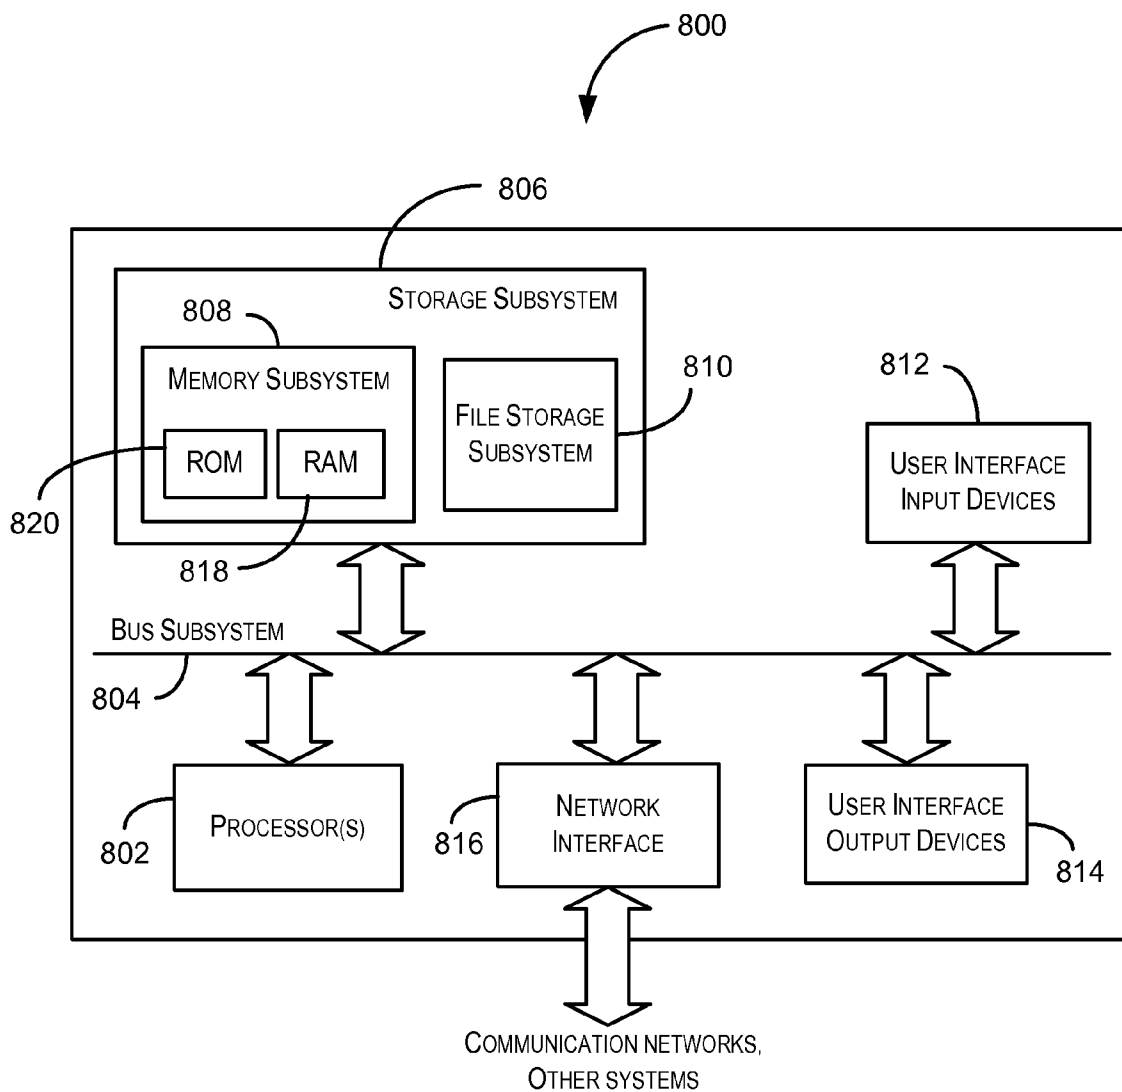 800
806
STORAGE SUBSYSTEM
808
MEMORY SUBSYSTEM
810
812
FILE STORAGE
SUBSYSTEM
ROM
RAM
USER INTERFACE
INPUT DEVICES
820
818
BUS SUBSYSTEM
804
PROCESSOR(S)
802
NETWORK
INTERFACE
816
USER INTERFACE
OUTPUT DEVICES
814
COMMUNICATION NETWORKS,
OTHER SYSTEMS